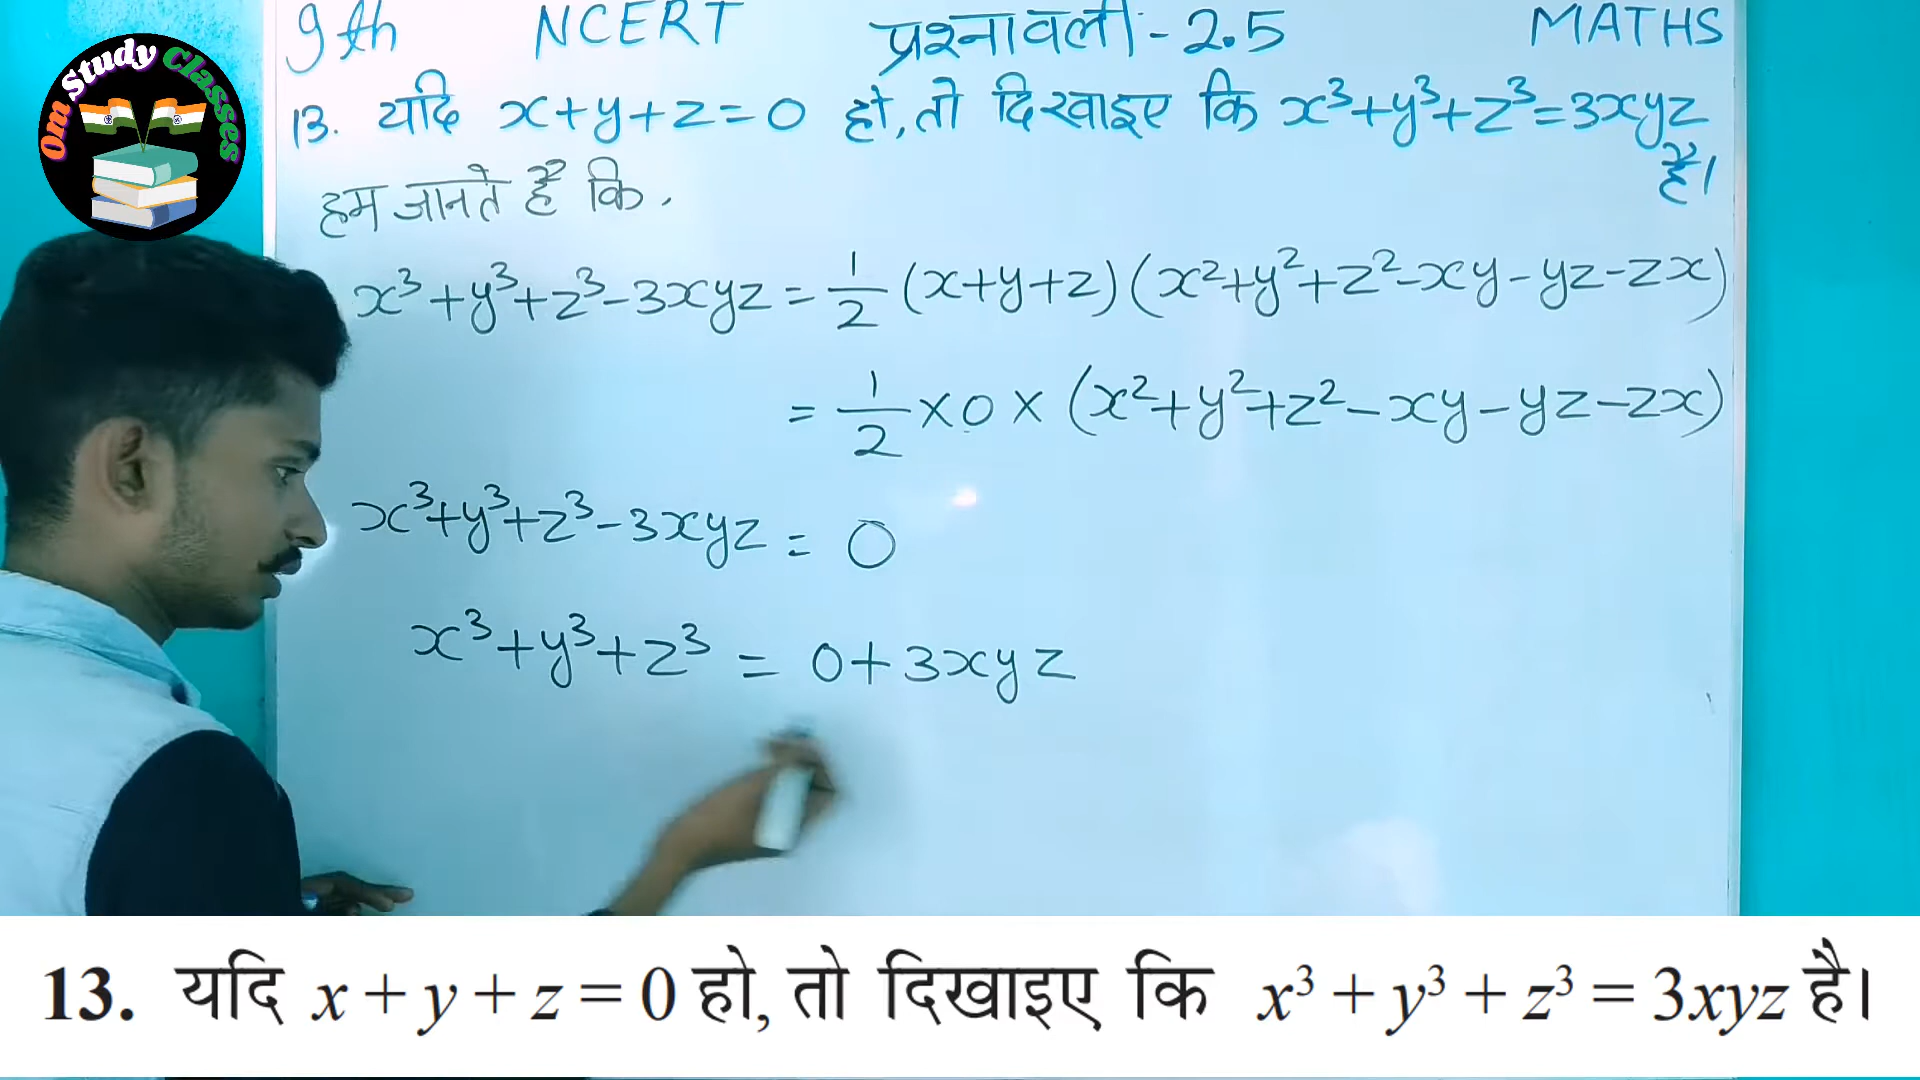 Om Study Classes
9th NCERT प्रश्नावली - 2.5 MATHS
13. यदि x+y+z=0 हो, तो दिखाइए कि x³+y³+z³=3xyz
है।
हम जानते हैं कि,
x³+y³+z³-3xyz = 1/2 (x+y+z) (x²+y²+z²-xy-yz-zx)
= 1/2 × 0 × (x²+y²+z²-xy-yz-zx)
x³+y³+z³-3xyz = 0
x³+y³+z³ = 0+3xyz
13. यदि x + y + z = 0 हो, तो दिखाइए कि x³ + y³ + z³ = 3xyz है।